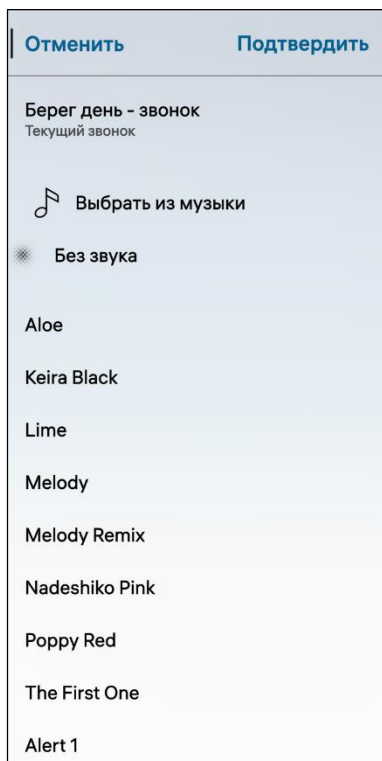 Отменить Подтвердить
Берег день - звонок
Текущий звонок
Выбрать из музыки
Без звука
Aloe
Keira Black
Lime
Melody
Melody Remix
Nadeshiko Pink
Poppy Red
The First One
Alert 1